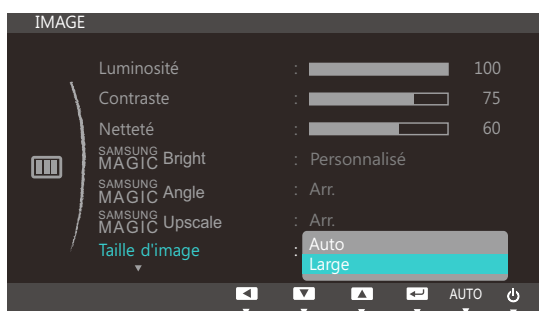 IMAGE
Luminosité : 100
Contraste : 75
Netteté : 60
SAMSUNG MAGIC Bright : Personnalisé
SAMSUNG MAGIC Angle : Arr.
SAMSUNG MAGIC Upscale : Arr.
Taille d'image : Auto
Large
AUTO